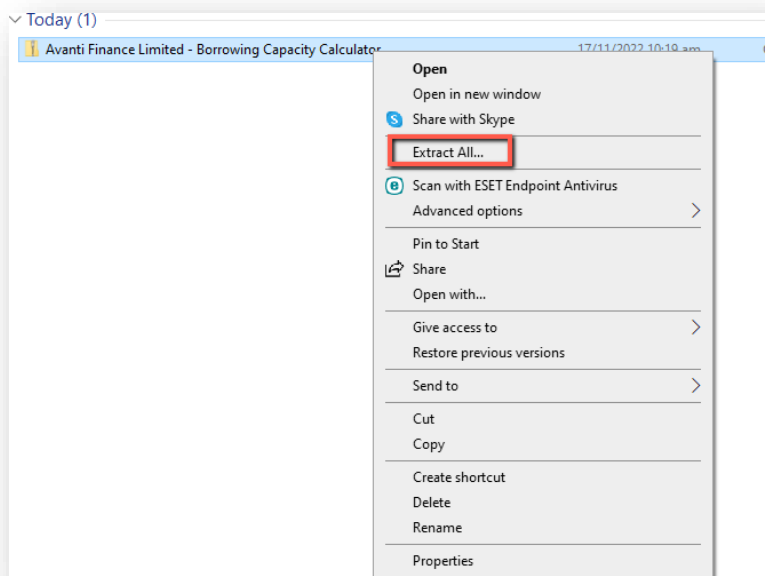 Today (1)
Avanti Finance Limited - Borrowing Capacity Calculator 17/11/2022 10:19 am
Open
Open in new window
Share with Skype
Extract All...
Scan with ESET Endpoint Antivirus
Advanced options
Pin to Start
Share
Open with...
Give access to
Restore previous versions
Send to
Cut
Copy
Create shortcut
Delete
Rename
Properties